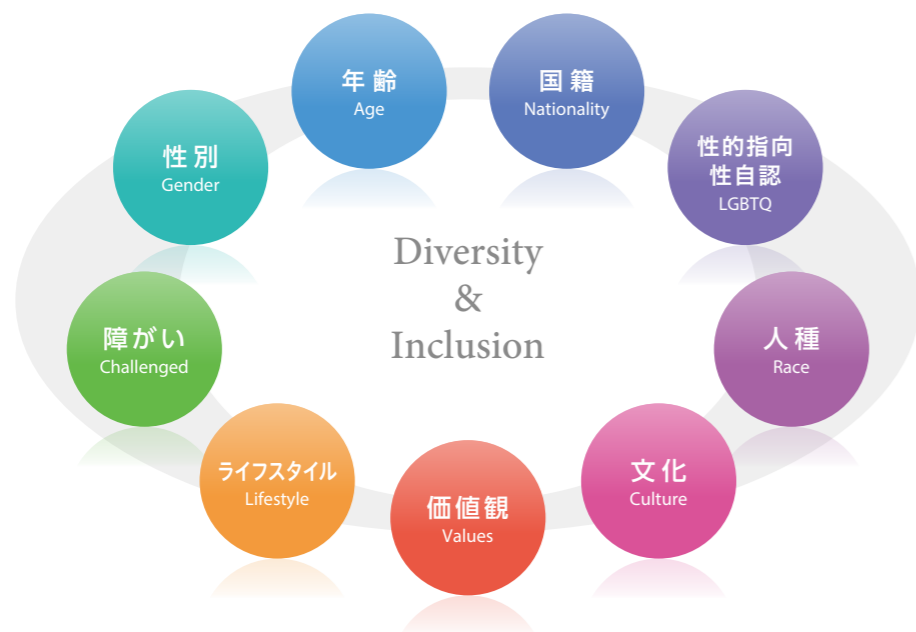 年齢
Age
国籍
Nationality
性別
Gender
性的指向
性自認
LGBTQ
Diversity
&
Inclusion
障がい
Challenged
人種
Race
ライフスタイル
Lifestyle
価値観
Values
文化
Culture